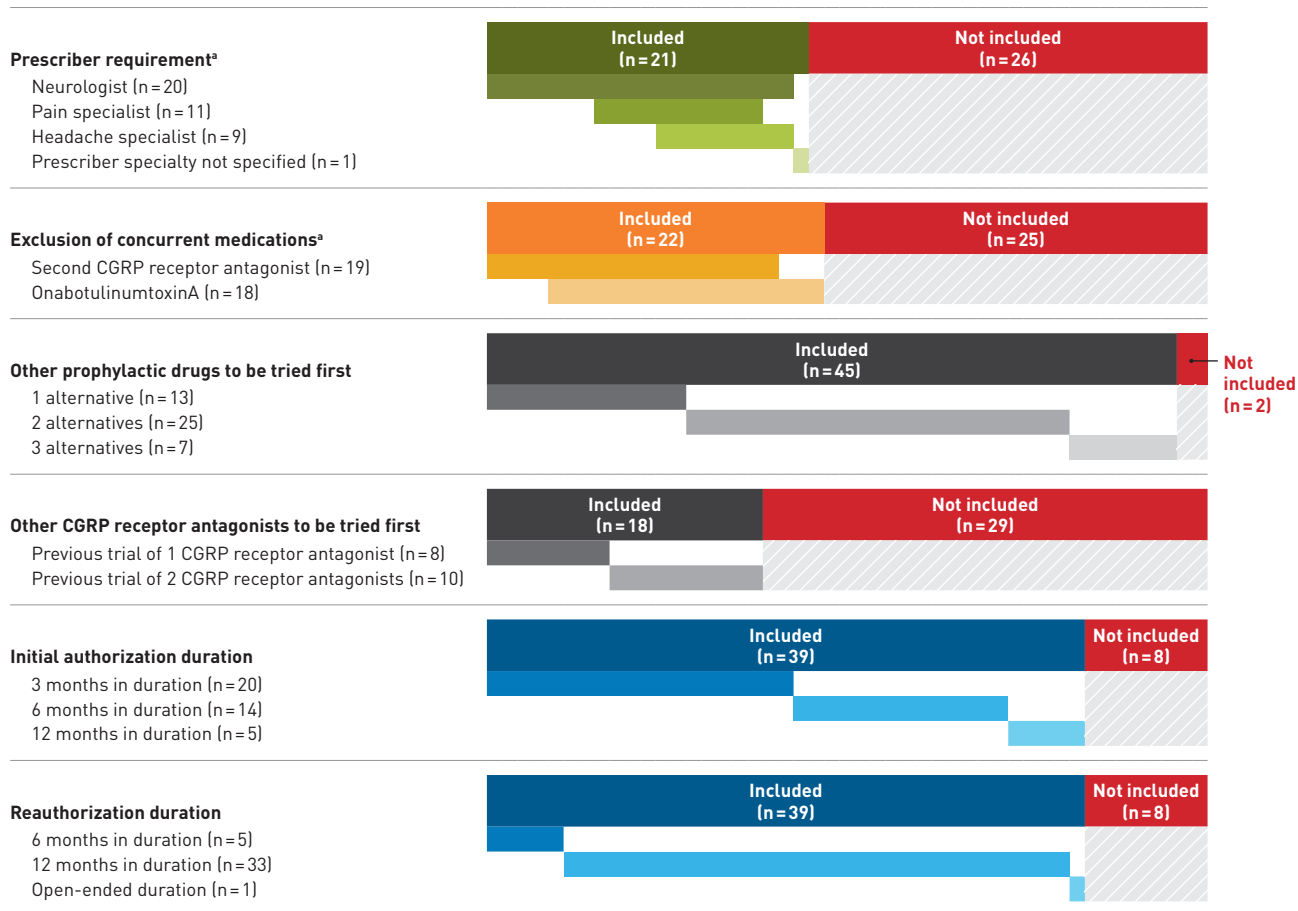 Prescriber requirementᵃ
Included
(n=21)
Not included
(n=26)
Neurologist (n=20)
Pain specialist (n=11)
Headache specialist (n=9)
Prescriber specialty not specified (n=1)
Exclusion of concurrent medicationsᵃ
Included
(n=22)
Not included
(n=25)
Second CGRP receptor antagonist (n=19)
OnabotulinumtoxinA (n=18)
Other prophylactic drugs to be tried first
Included
(n=45)
Not
included
(n=2)
1 alternative (n=13)
2 alternatives (n=25)
3 alternatives (n=7)
Other CGRP receptor antagonists to be tried first
Included
(n=18)
Not included
(n=29)
Previous trial of 1 CGRP receptor antagonist (n=8)
Previous trial of 2 CGRP receptor antagonists (n=10)
Initial authorization duration
Included
(n=39)
Not included
(n=8)
3 months in duration (n=20)
6 months in duration (n=14)
12 months in duration (n=5)
Reauthorization duration
Included
(n=39)
Not included
(n=8)
6 months in duration (n=5)
12 months in duration (n=33)
Open-ended duration (n=1)